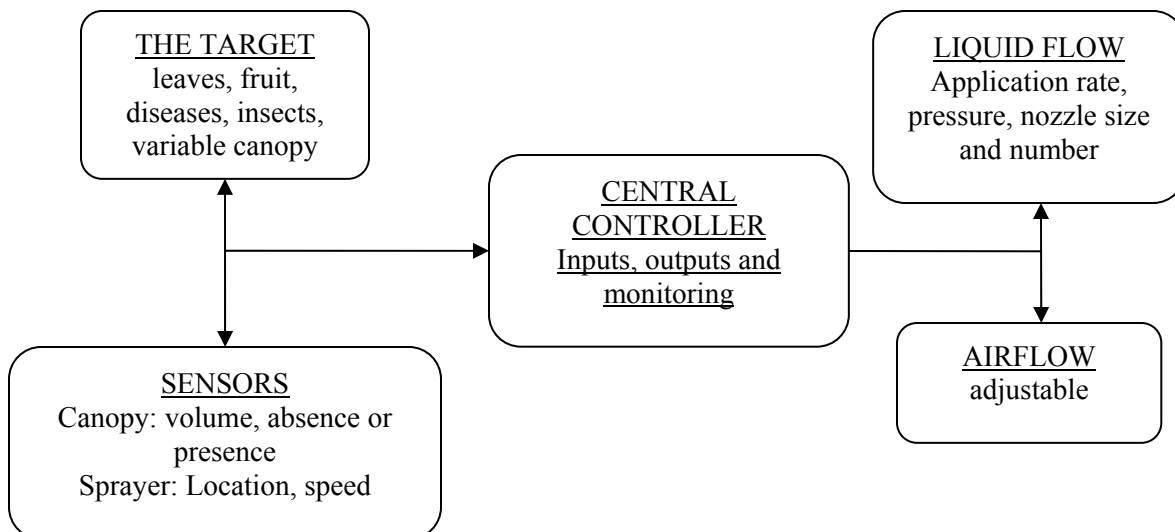 THE TARGET
leaves, fruit,
diseases, insects,
variable canopy
LIQUID FLOW
Application rate,
pressure, nozzle size
and number
CENTRAL
CONTROLLER
Inputs, outputs and
monitoring
SENSORS
Canopy: volume, absence or
presence
Sprayer: Location, speed
AIRFLOW
adjustable